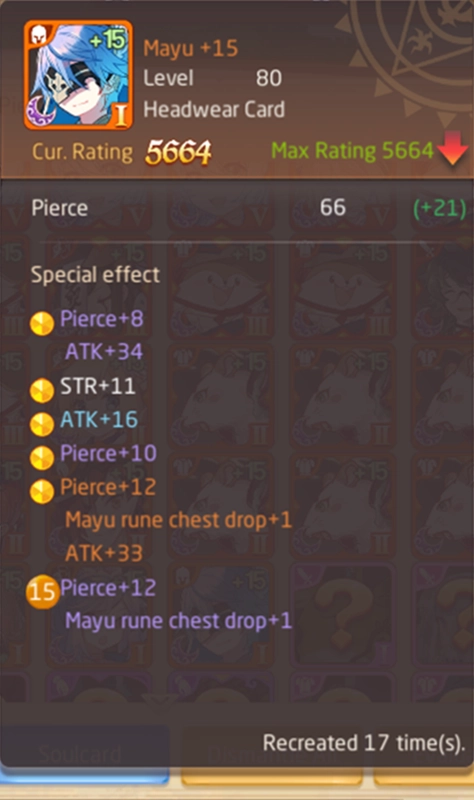 +15
I
Mayu +15
Level 80
Headwear Card
Cur. Rating 5664 Max Rating 5664
Pierce 66 (+21)
Special effect
Pierce+8
ATK+34
STR+11
ATK+16
Pierce+10
Pierce+12
Mayu rune chest drop+1
ATK+33
15 Pierce+12
Mayu rune chest drop+1
Recreated 17 time(s).
Soulcard